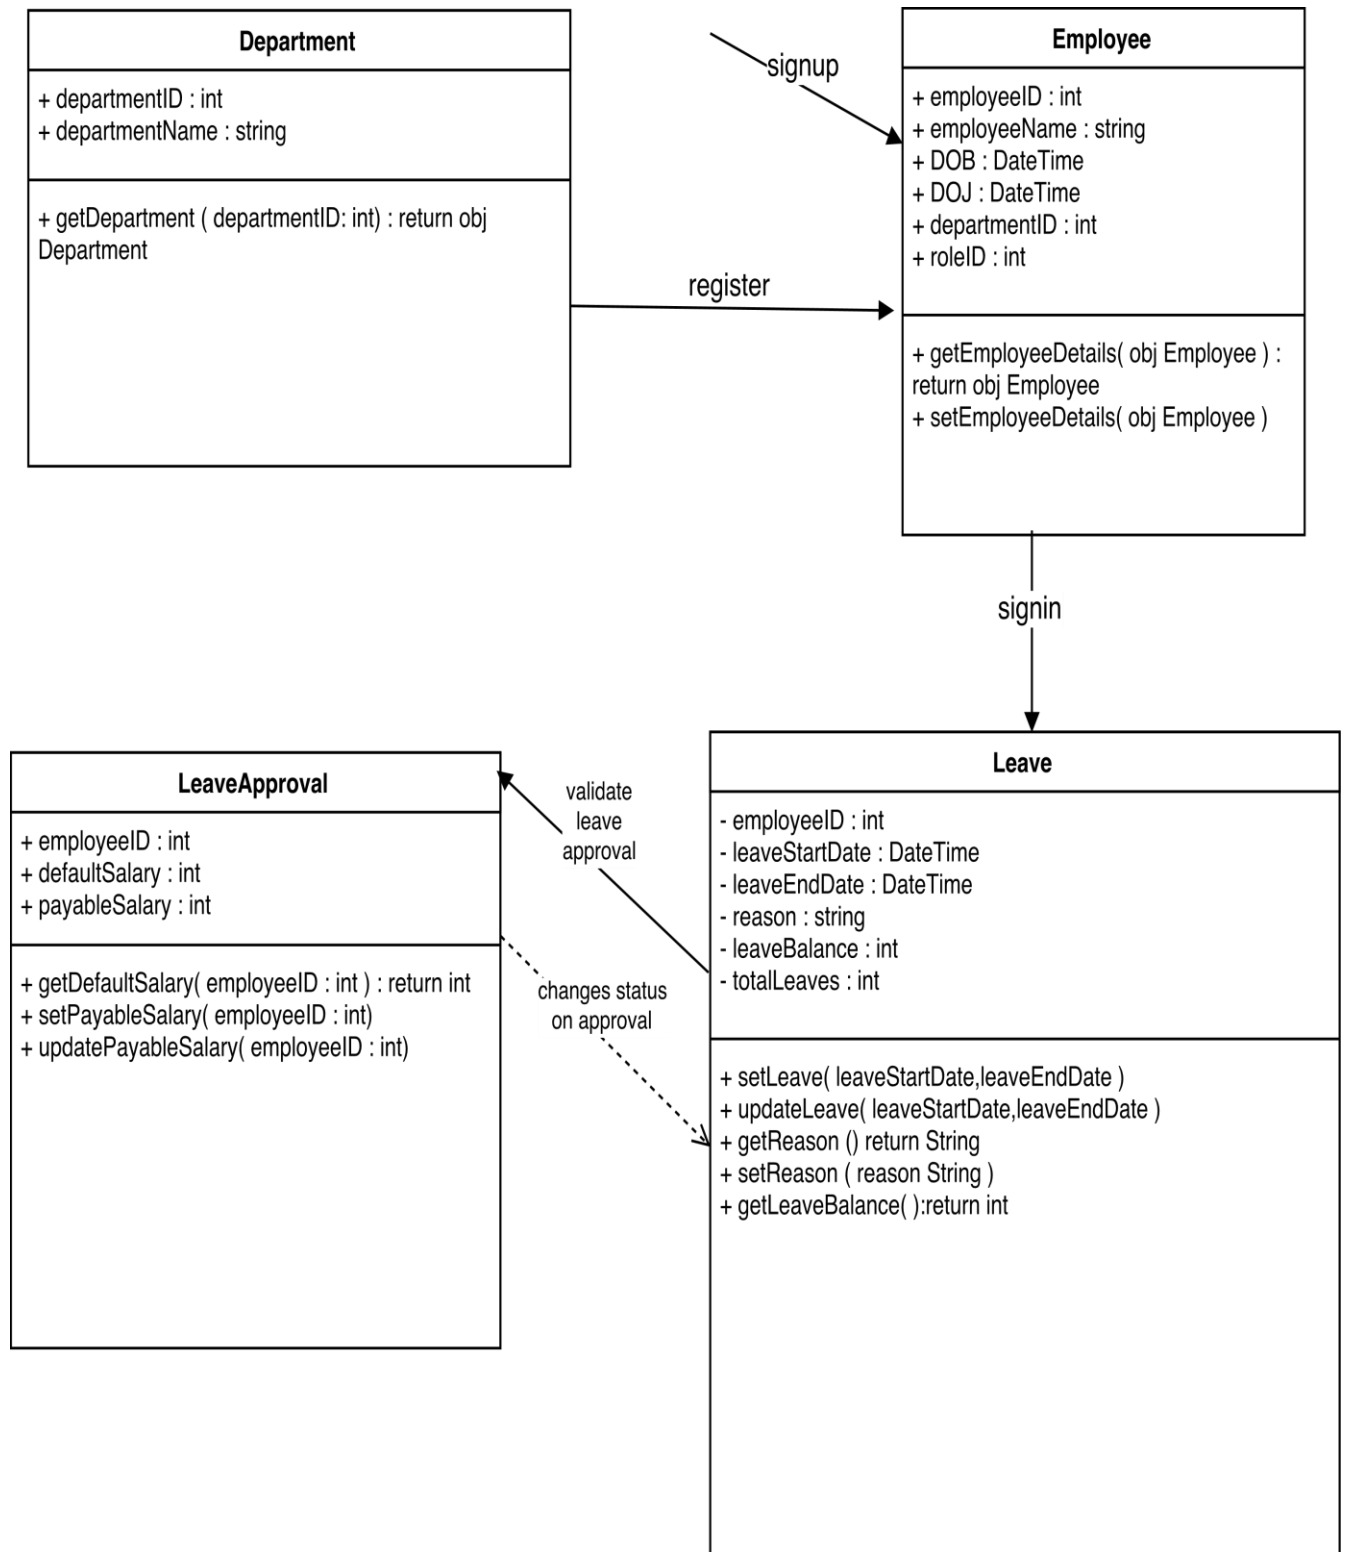 Department
+ departmentID : int
+ departmentName : string
+ getDepartment ( departmentID: int) : return obj
Department
signup
Employee
+ employeeID : int
+ employeeName : string
+ DOB : DateTime
+ DOJ : DateTime
+ departmentID : int
+ roleID : int
register
+ getEmployeeDetails( obj Employee ) :
return obj Employee
+ setEmployeeDetails( obj Employee )
signin
LeaveApproval
+ employeeID : int
+ defaultSalary : int
+ payableSalary : int
+ getDefaultSalary( employeeID : int ) : return int
+ setPayableSalary( employeeID : int)
+ updatePayableSalary( employeeID : int)
validate
leave
approval
changes status
on approval
Leave
- employeeID : int
- leaveStartDate : DateTime
- leaveEndDate : DateTime
- reason : string
- leaveBalance : int
- totalLeaves : int
+ setLeave( leaveStartDate,leaveEndDate )
+ updateLeave( leaveStartDate,leaveEndDate )
+ getReason () return String
+ setReason ( reason String )
+ getLeaveBalance( ):return int